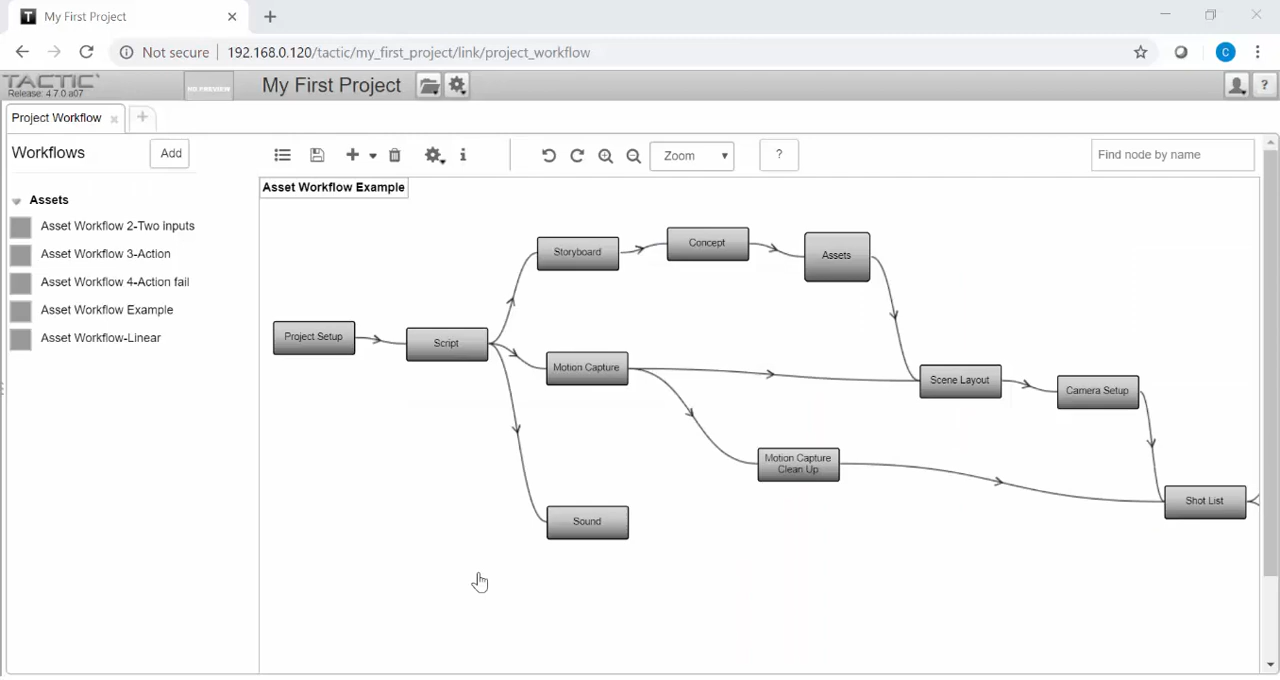 My First Project
Not secure
192.168.0.120/tactic/my_first_project/link/project_workflow
C
TACTIC
Release: 4.7.0 a07
HD PREVIEW
My First Project
?
Project Workflow
Workflows
Add
Zoom
?
Find node by name
Assets
Asset Workflow 2-Two inputs
Asset Workflow 3-Action
Asset Workflow 4-Action fail
Asset Workflow Example
Asset Workflow-Linear
Asset Workflow Example
Storyboard
Concept
Assets
Project Setup
Script
Motion Capture
Scene Layout
Camera Setup
Motion Capture
Clean Up
Shot List
Sound